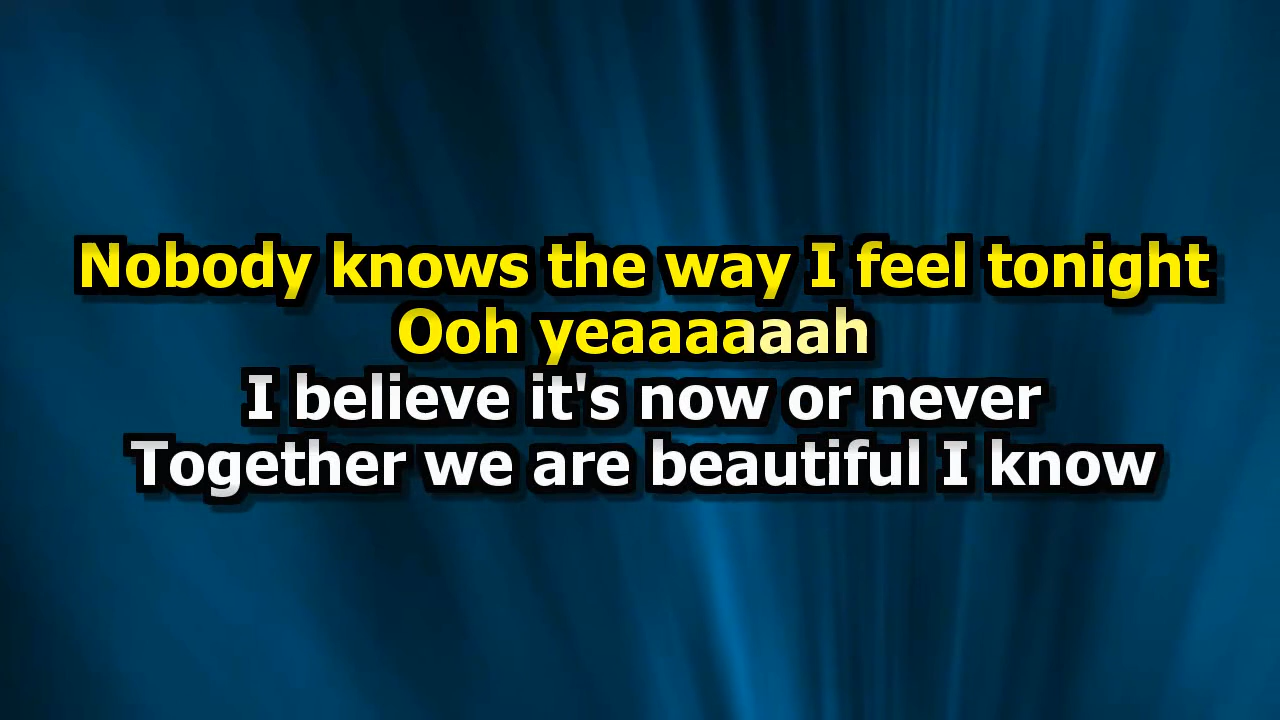 Nobody knows the way I feel tonight
Ooh yeaaaaaah
I believe it's now or never
Together we are beautiful I know